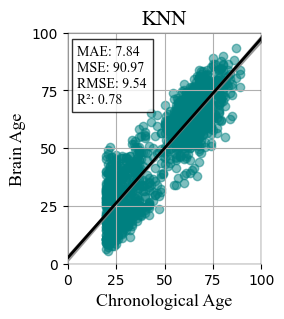 KNN
MAE: 7.84
MSE: 90.97
RMSE: 9.54
R²: 0.78
Brain Age
100
75
50
25
0
0 25 50 75 100
Chronological Age